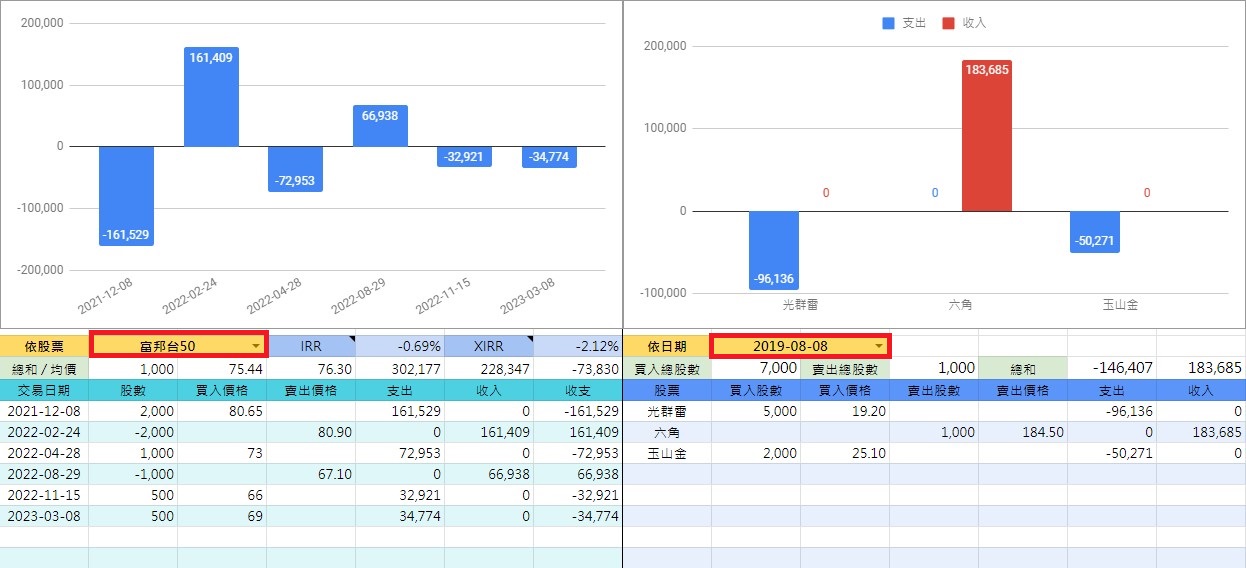 200,000
100,000
0
-100,000
-200,000
-161,529
161,409
-72,953
66,938
-32,921
-34,774
2021-12-08
2022-02-24
2022-04-28
2022-08-29
2022-11-15
2023-03-08
支出 收入
200,000
100,000
0
-100,000
-96,136
0
0
183,685
-50,271
0
光群雷
六角
玉山金
依股票 富邦台50 IRR -0.69% XIRR -2.12%
總和 / 均價 1,000 75.44 76.30 302,177 228,347 -73,830
交易日期 股數 買入價格 賣出價格 支出 收入 收支
2021-12-08 2,000 80.65 161,529 0 -161,529
2022-02-24 -2,000 80.90 0 161,409 161,409
2022-04-28 1,000 73 72,953 0 -72,953
2022-08-29 -1,000 67.10 0 66,938 66,938
2022-11-15 500 66 32,921 0 -32,921
2023-03-08 500 69 34,774 0 -34,774
依日期 2019-08-08
買入總股數 7,000 賣出總股數 1,000 總和 -146,407 183,685
股票 買入股數 買入價格 賣出股數 賣出價格 支出 收入
光群雷 5,000 19.20 -96,136 0
六角 1,000 184.50 0 183,685
玉山金 2,000 25.10 -50,271 0